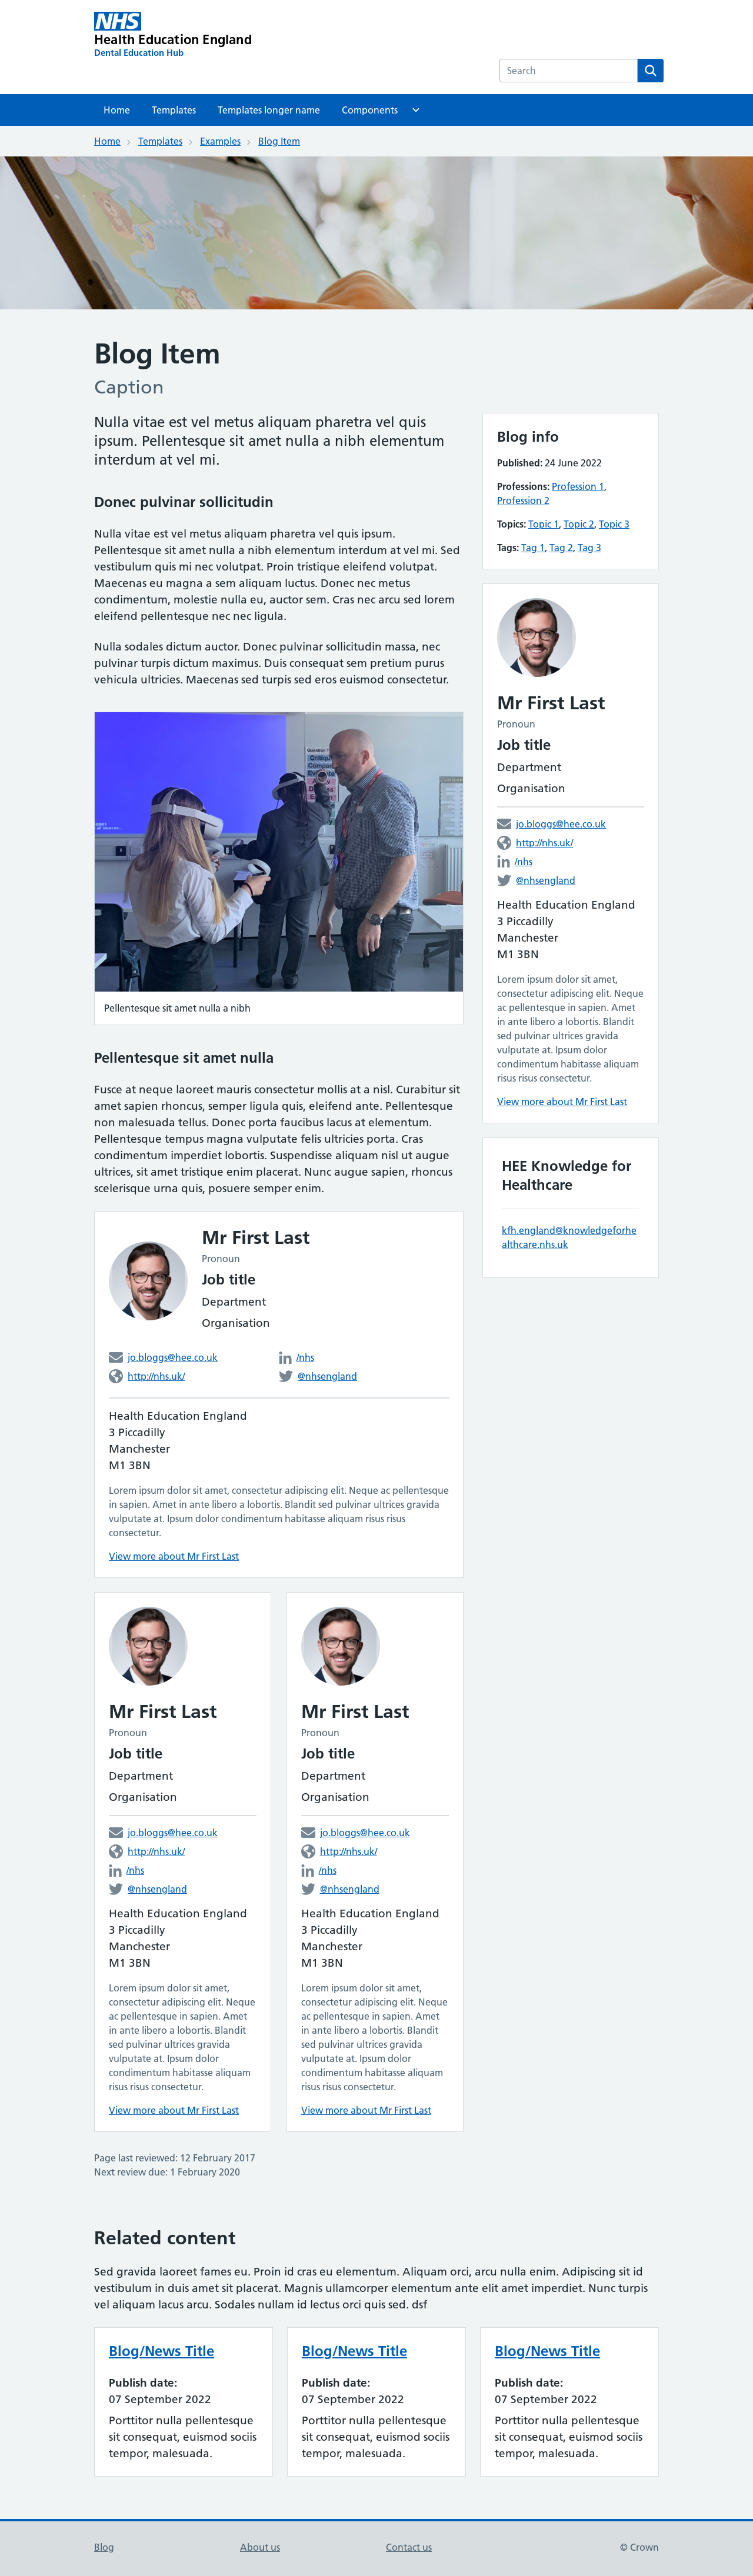 NHS
Health Education England
Dental Education Hub
Search
Home
Templates
Templates longer name
Components
Home
Templates
Examples
Blog Item
Blog Item
Caption
Nulla vitae est vel metus aliquam pharetra vel quis
ipsum. Pellentesque sit amet nulla a nibh elementum
interdum at vel mi.
Donec pulvinar sollicitudin
Nulla vitae est vel metus aliquam pharetra vel quis ipsum.
Pellentesque sit amet nulla a nibh elementum interdum at vel mi. Sed
vestibulum quis mi nec volutpat. Proin tristique eleifend volutpat.
Maecenas eu magna a sem aliquam luctus. Donec nec metus
condimentum, molestie nulla eu, auctor sem. Cras nec arcu sed lorem
eleifend pellentesque nec nec ligula.
Nulla sodales dictum auctor. Donec pulvinar sollicitudin massa, nec
pulvinar turpis dictum maximus. Duis consequat sem pretium purus
vehicula ultricies. Maecenas sed turpis sed eros euismod consectetur.
Pellentesque sit amet nulla a nibh
Pellentesque sit amet nulla
Fusce at neque laoreet mauris consectetur mollis at a nisl. Curabitur sit
amet sapien rhoncus, semper ligula quis, eleifend ante. Pellentesque
non malesuada tellus. Donec porta faucibus lacus at elementum.
Pellentesque tempus magna vulputate felis ultricies porta. Cras
condimentum imperdiet lobortis. Suspendisse aliquam nisl ut augue
ultrices, sit amet tristique enim placerat. Nunc augue sapien, rhoncus
scelerisque urna quis, posuere semper enim.
Mr First Last
Pronoun
Job title
Department
Organisation
jo.bloggs@hee.co.uk
http://nhs.uk/
/nhs
@nhsengland
Health Education England
3 Piccadilly
Manchester
M1 3BN
Lorem ipsum dolor sit amet, consectetur adipiscing elit. Neque ac pellentesque
in sapien. Amet in ante libero a lobortis. Blandit sed pulvinar ultrices gravida
vulputate at. Ipsum dolor condimentum habitasse aliquam risus risus
consectetur.
View more about Mr First Last
Mr First Last
Pronoun
Job title
Department
Organisation
jo.bloggs@hee.co.uk
http://nhs.uk/
/nhs
@nhsengland
Health Education England
3 Piccadilly
Manchester
M1 3BN
Lorem ipsum dolor sit amet,
consectetur adipiscing elit. Neque
ac pellentesque in sapien. Amet
in ante libero a lobortis. Blandit
sed pulvinar ultrices gravida
vulputate at. Ipsum dolor
condimentum habitasse aliquam
risus risus consectetur.
View more about Mr First Last
Mr First Last
Pronoun
Job title
Department
Organisation
jo.bloggs@hee.co.uk
http://nhs.uk/
/nhs
@nhsengland
Health Education England
3 Piccadilly
Manchester
M1 3BN
Lorem ipsum dolor sit amet,
consectetur adipiscing elit. Neque
ac pellentesque in sapien. Amet
in ante libero a lobortis. Blandit
sed pulvinar ultrices gravida
vulputate at. Ipsum dolor
condimentum habitasse aliquam
risus risus consectetur.
View more about Mr First Last
Page last reviewed: 12 February 2017
Next review due: 1 February 2020
Blog info
Published: 24 June 2022
Professions: Profession 1,
Profession 2
Topics: Topic 1, Topic 2, Topic 3
Tags: Tag 1, Tag 2, Tag 3
Mr First Last
Pronoun
Job title
Department
Organisation
jo.bloggs@hee.co.uk
http://nhs.uk/
/nhs
@nhsengland
Health Education England
3 Piccadilly
Manchester
M1 3BN
Lorem ipsum dolor sit amet,
consectetur adipiscing elit. Neque
ac pellentesque in sapien. Amet
in ante libero a lobortis. Blandit
sed pulvinar ultrices gravida
vulputate at. Ipsum dolor
condimentum habitasse aliquam
risus risus consectetur.
View more about Mr First Last
HEE Knowledge for
Healthcare
kfh.england@knowledgeforhe
althcare.nhs.uk
Related content
Sed gravida laoreet fames eu. Proin id cras eu elementum. Aliquam orci, arcu nulla enim. Adipiscing sit id
vestibulum in duis amet sit placerat. Magnis ullamcorper elementum ante elit amet imperdiet. Nunc turpis
vel aliquam lacus arcu. Sodales nullam id lectus orci quis sed. dsf
Blog/News Title
Publish date:
07 September 2022
Porttitor nulla pellentesque
sit consequat, euismod sociis
tempor, malesuada.
Blog/News Title
Publish date:
07 September 2022
Porttitor nulla pellentesque
sit consequat, euismod sociis
tempor, malesuada.
Blog/News Title
Publish date:
07 September 2022
Porttitor nulla pellentesque
sit consequat, euismod sociis
tempor, malesuada.
Blog
About us
Contact us
© Crown